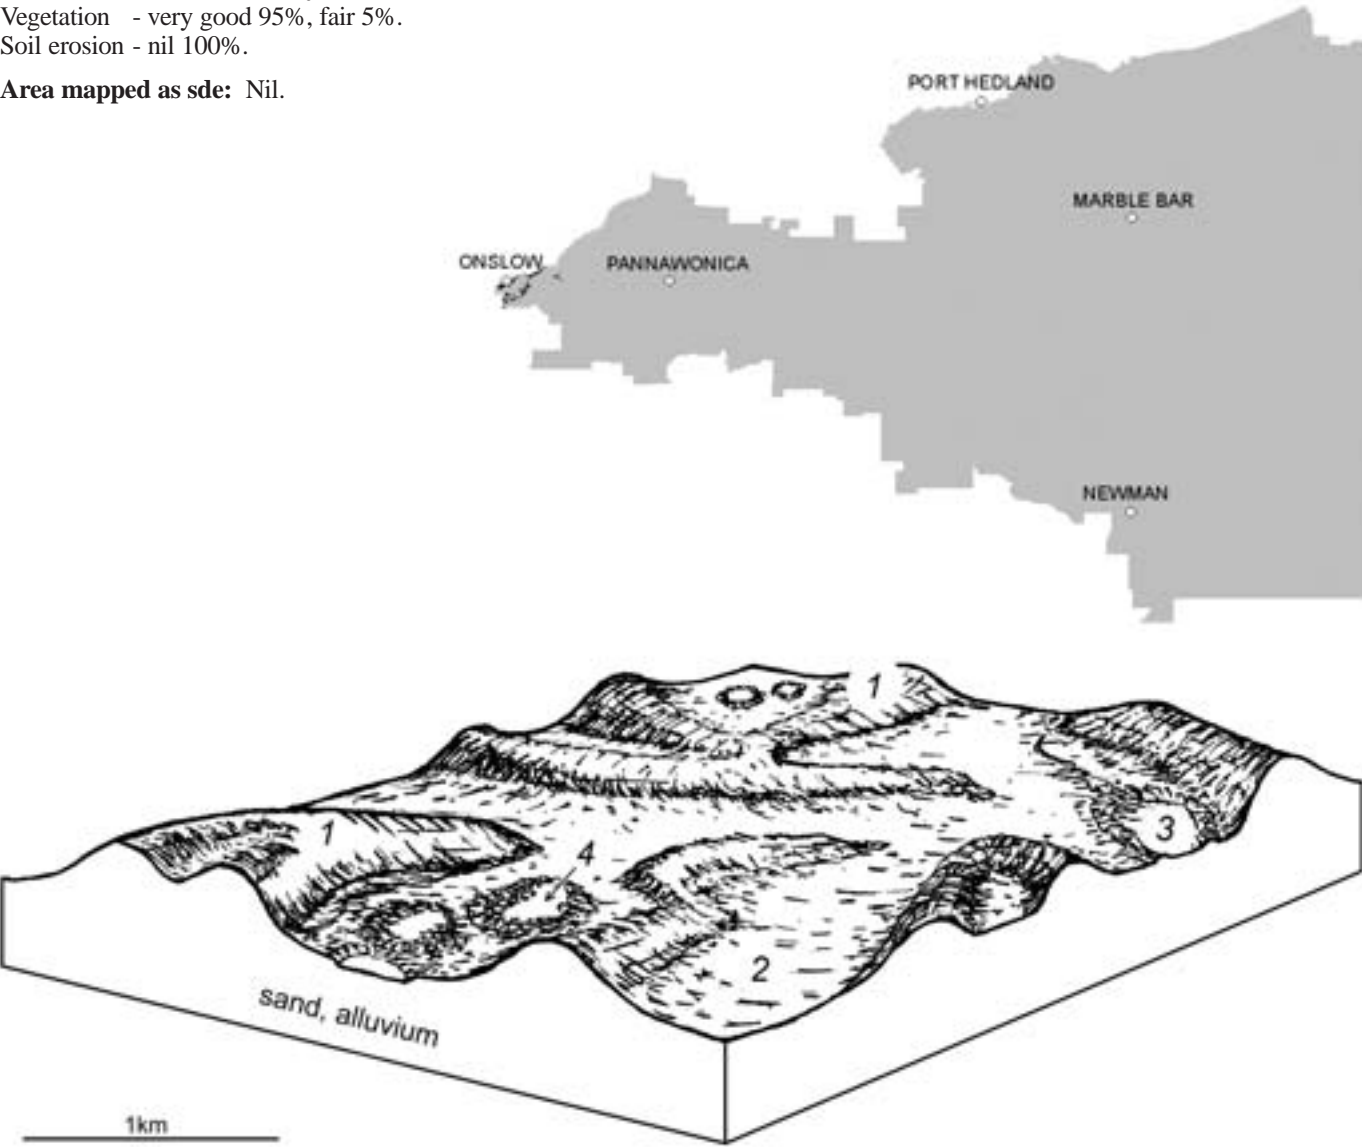 Vegetation - very good 95%, fair 5%.
Soil erosion - nil 100%.
Area mapped as sde: Nil.
PORT HEDLAND
MARBLE BAR
ONSLOW
PANNAWONICA
NEWMAN
1
1
4
3
2
sand, alluvium
1km